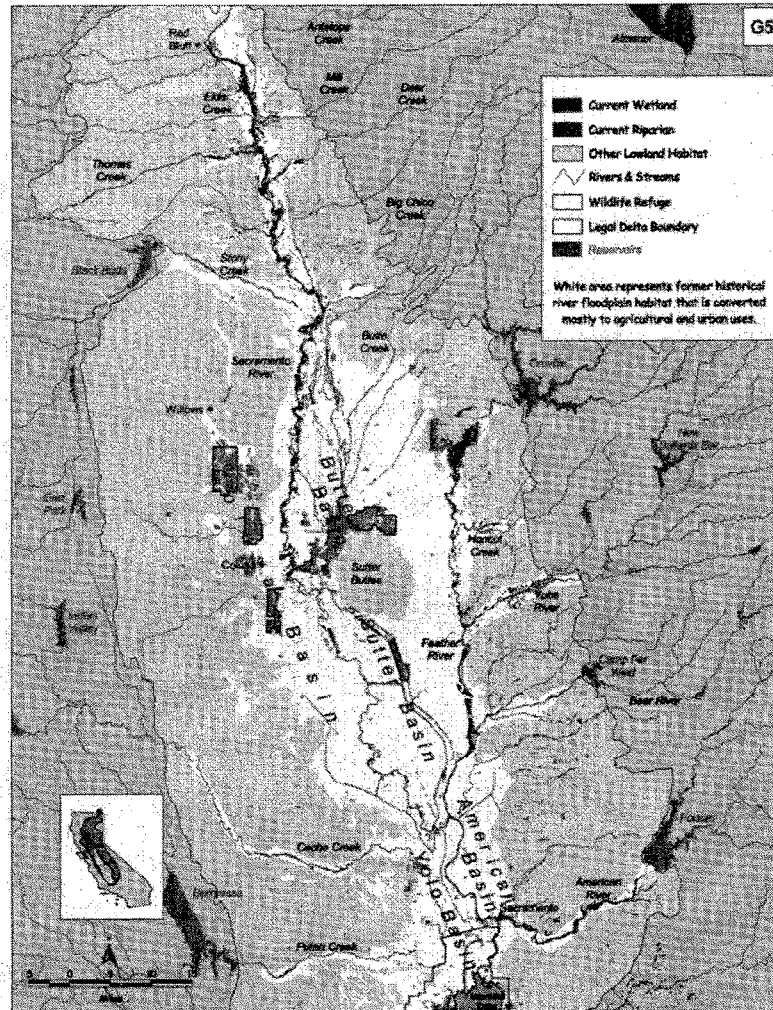 G5
Red
Bluff
Antelope
Creek
Almanor
Mill
Creek
Deer
Creek
Elder
Creek
Thomes
Creek
Big Chico
Creek
Current Wetland
Current Riparian
Other Lowland Habitat
Rivers & Streams
Wildlife Refuge
Legal Delta Boundary
Reservoirs
White area represents former historical
river floodplain habitat that is converted
mostly to agricultural and urban uses.
Black Butte
Stony
Creek
Butte
Creek
Sacramento
River
Oroville
Willows
Butte
Honcut
Creek
Sutter
Buttes
Yuba
River
Feather
River
Camp Far
West
Bear River
Basin
Sutter
Basin
American
Basin
Yolo Basin
Folsom
American
River
Sacramento
Cache Creek
Berryessa
Putah Creek
Miles